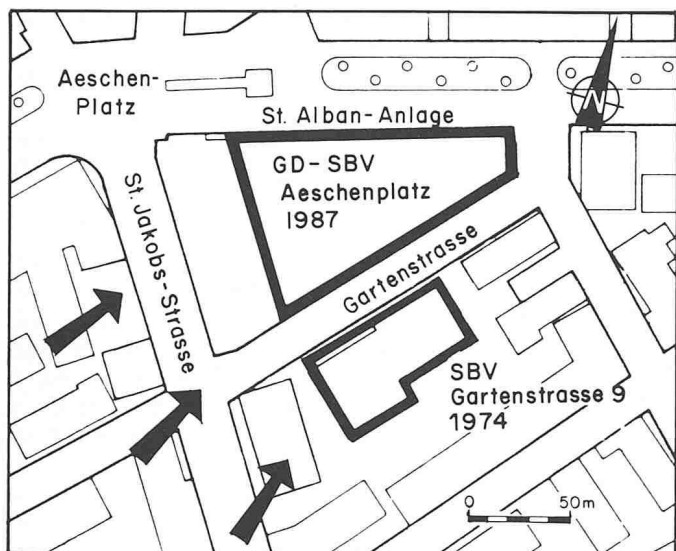 Aeschen-
Platz
N
St. Alban-Anlage
GD-SBV
Aeschenplatz
1987
St. Jakobs-Strasse
Gartenstrasse
SBV
Gartenstrasse 9
1974
0 50m